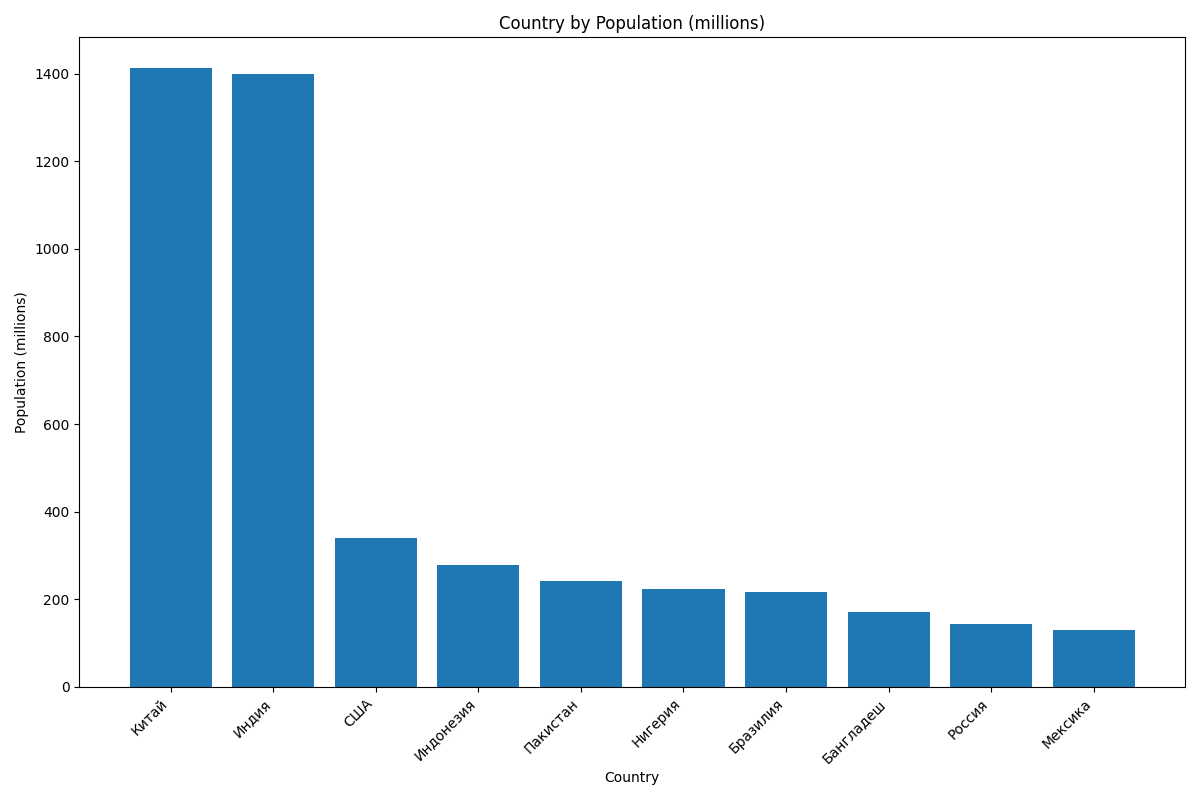 Country by Population (millions)
Population (millions)
1400
1200
1000
800
600
400
200
0
Китай
Индия
США
Индонезия
Пакистан
Нигерия
Бразилия
Бангладеш
Россия
Мексика
Country